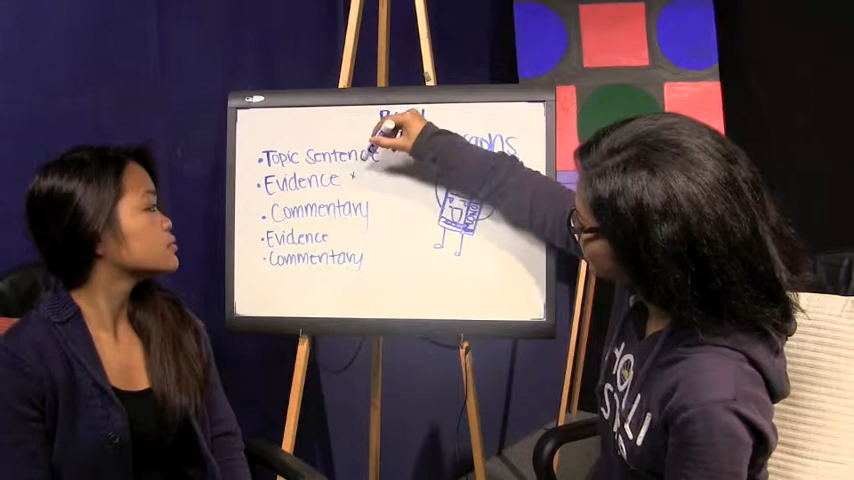 • Topic Sentence
• Evidence *
• Commentary
• Evidence
• Commentary